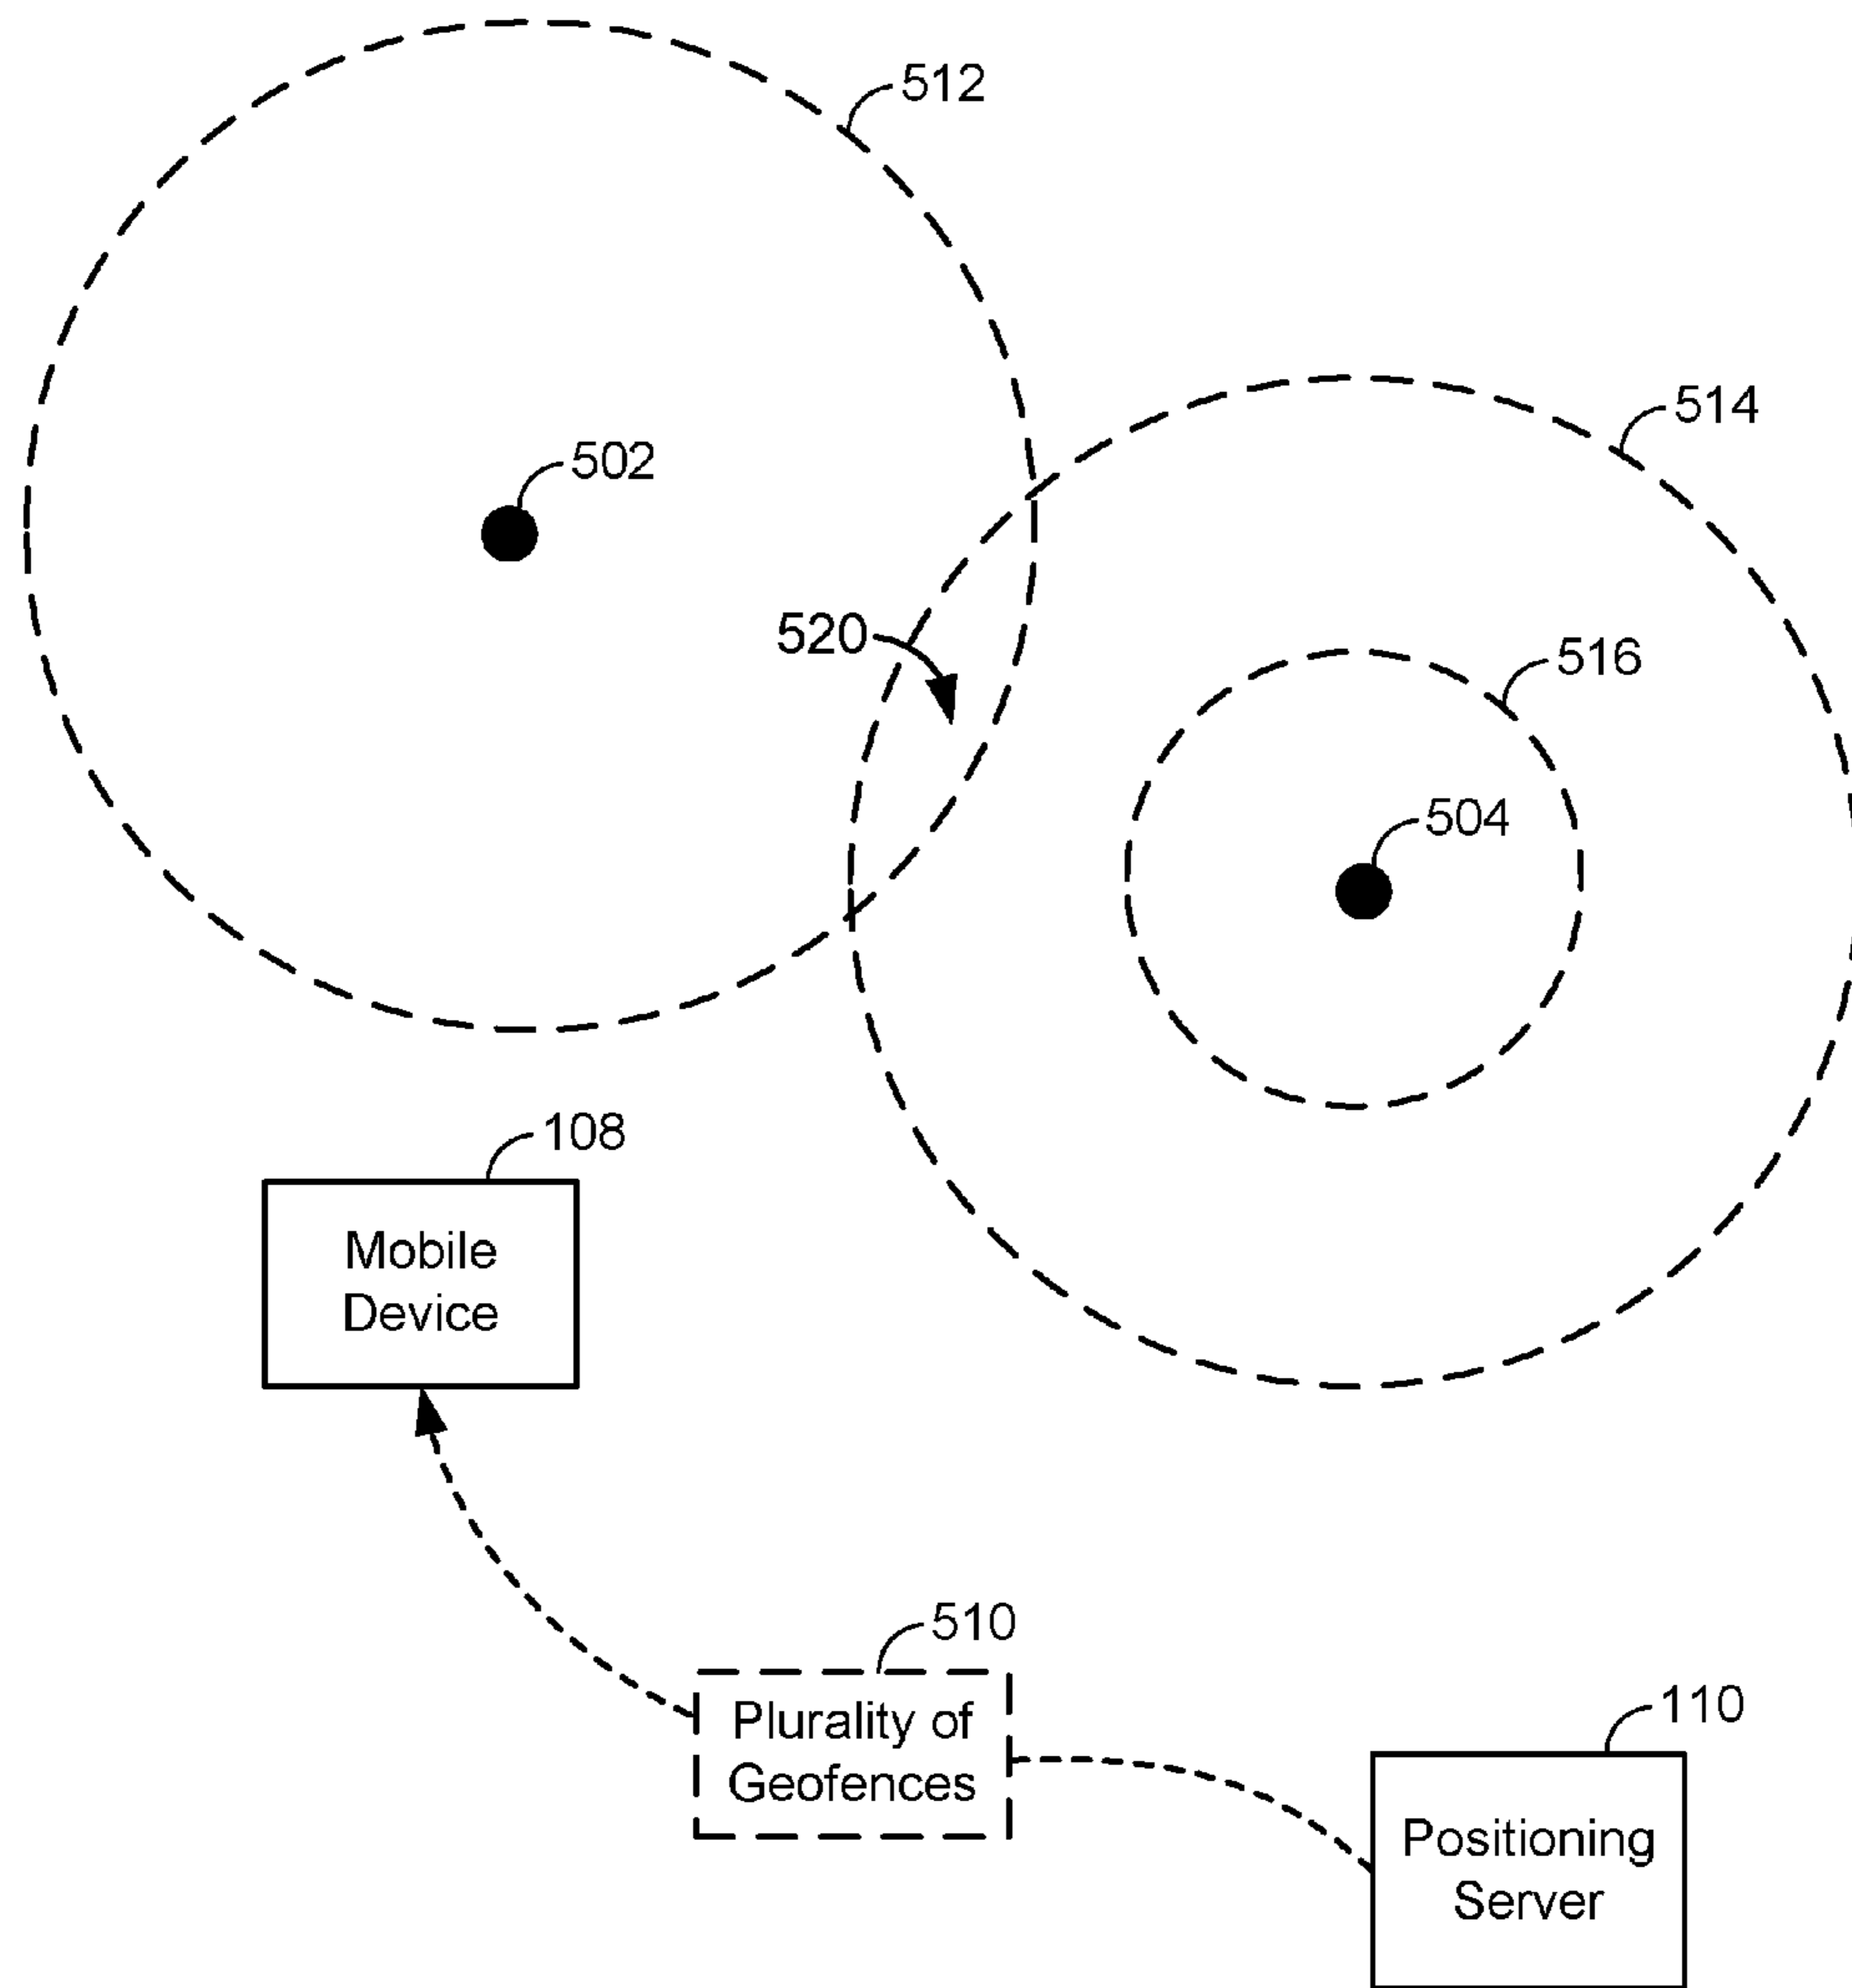 512
514
502
520
516
504
108
Mobile
Device
510
Plurality of
Geofences
110
Positioning
Server